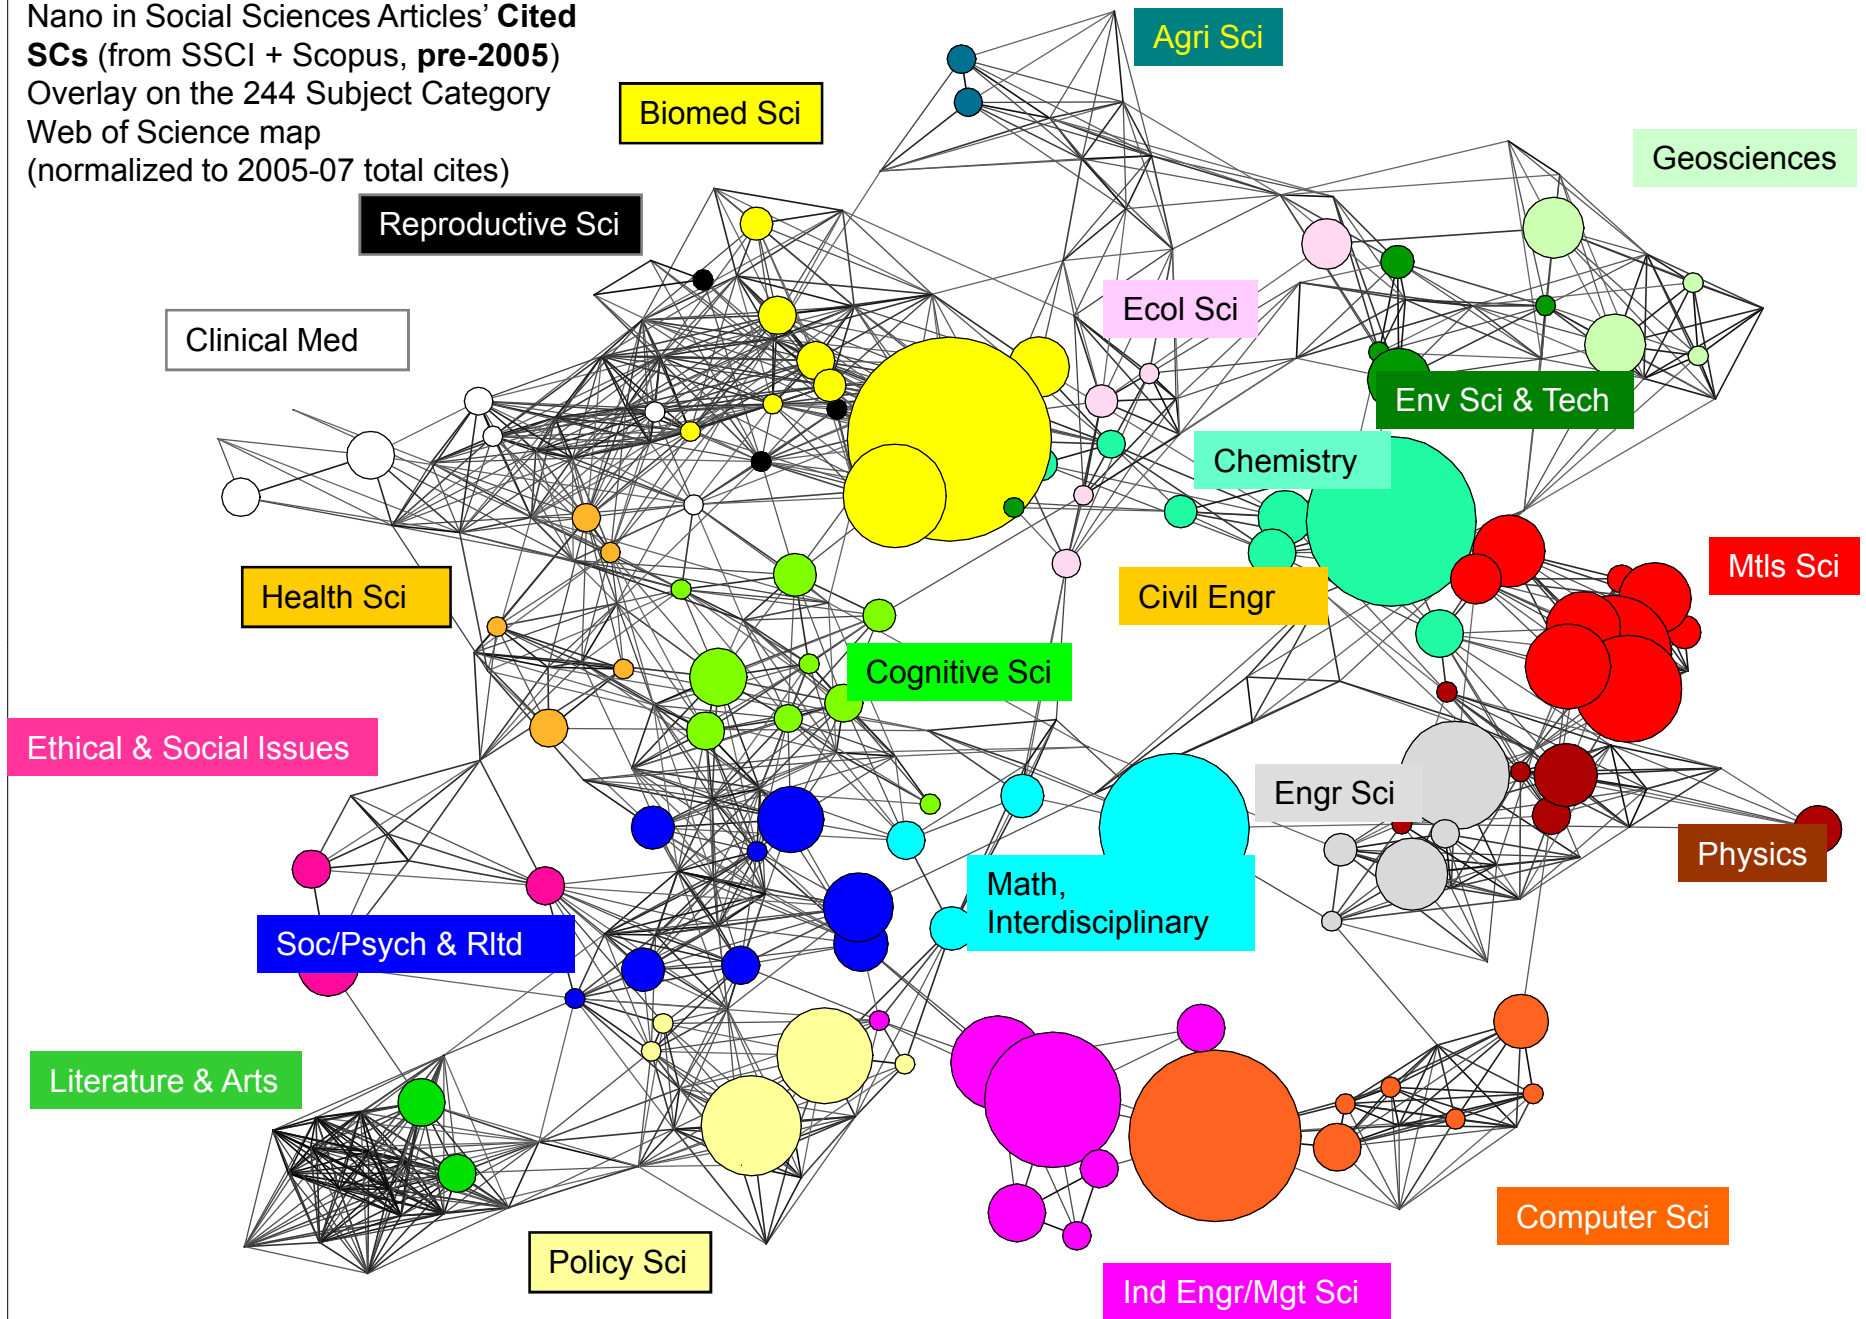 Nano in Social Sciences Articles’ Cited
SCs (from SSCI + Scopus, pre-2005)
Overlay on the 244 Subject Category
Web of Science map
(normalized to 2005-07 total cites)
Agri Sci
Biomed Sci
Geosciences
Reproductive Sci
Ecol Sci
Clinical Med
Env Sci & Tech
Chemistry
Mtls Sci
Health Sci
Civil Engr
Cognitive Sci
Ethical & Social Issues
Engr Sci
Physics
Math,
Interdisciplinary
Soc/Psych & Rltd
Literature & Arts
Computer Sci
Policy Sci
Ind Engr/Mgt Sci